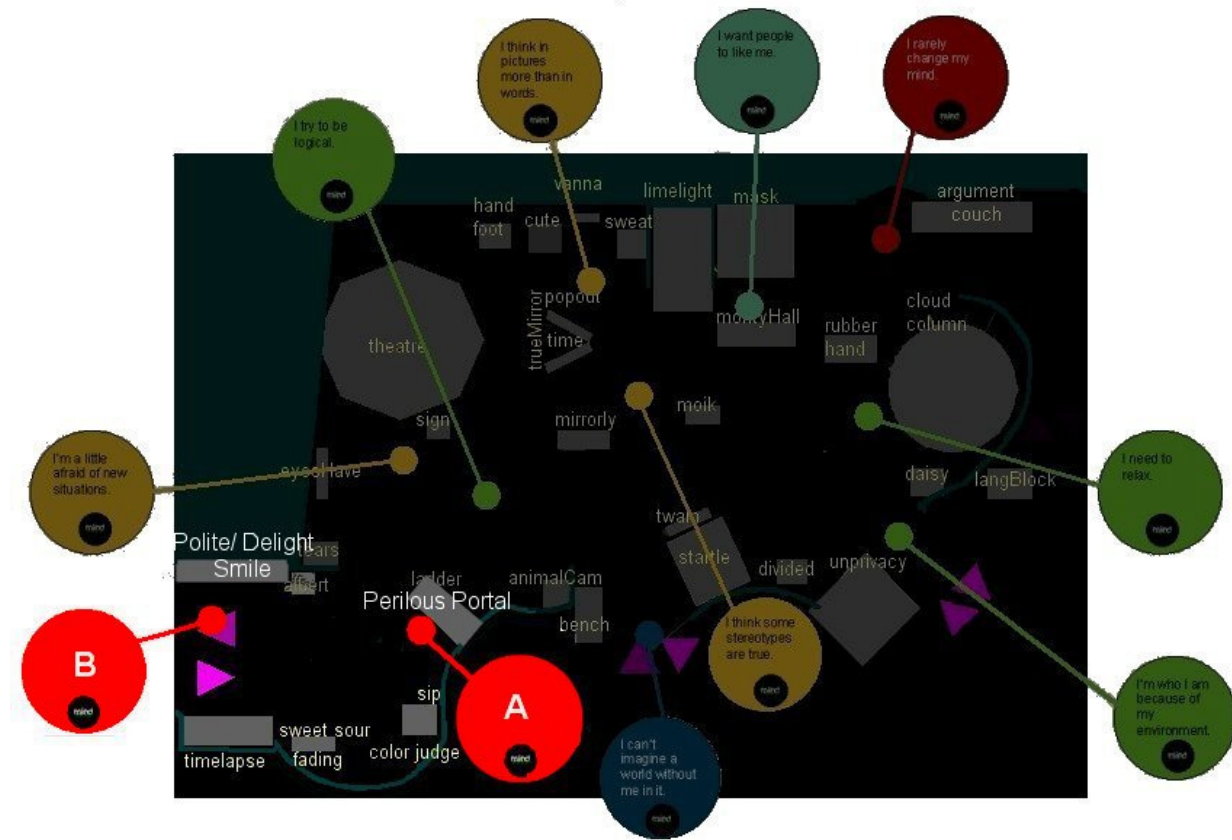 I think in
pictures
more than in
words.
mind
I want people
to like me.
mind
I rarely
change my
mind.
mind
I try to be
logical.
mind
vanna
hand
foot
cute
sweat
limelight
mask
argument
couch
popout
trueMirror
time
theatre
montyHall
rubber
hand
cloud
column
sign
mirrorly
moik
I'm a little
afraid of new
situations.
mind
eyesHave
daisy
langBlock
I need to
relax.
mind
twain
startle
Polite/ Delight
Smile
tears
albert
ladder
Perilous Portal
animalCam
bench
divided
unprivacy
B
mind
A
mind
I think some
stereotypes
are true.
mind
I'm who I am
because of
my
environment.
mind
sip
sweet sour
fading
color judge
timelapse
I can't
imagine a
world without
me in it.
mind